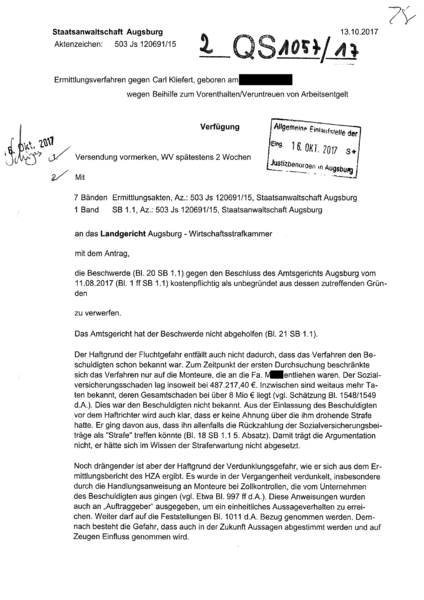 75
Staatsanwaltschaft Augsburg
13.10.2017
Aktenzeichen: 503 Js 120691/15
2 QS 1057/17
Ermittlungsverfahren gegen Carl Kliefert, geboren am
wegen Beihilfe zum Vorenthalten/Veruntreuen von Arbeitsentgelt
Verfügung
Allgemeine Einlaufstelle der
Eing. 16. OKT. 2017 S*
Justizbehörden in Augsburg
6. Okt. 2017
1/ Versendung vormerken, WV spätestens 2 Wochen
2/ Mit
7 Bänden Ermittlungsakten, Az.: 503 Js 120691/15, Staatsanwaltschaft Augsburg
1 Band SB 1.1, Az.: 503 Js 120691/15, Staatsanwaltschaft Augsburg
an das Landgericht Augsburg - Wirtschaftsstrafkammer
mit dem Antrag,
die Beschwerde (Bl. 20 SB 1.1) gegen den Beschluss des Amtsgerichts Augsburg vom
11.08.2017 (Bl. 1 ff SB 1.1) kostenpflichtig als unbegründet aus dessen zutreffenden Grün-
den
zu verwerfen.
Das Amtsgericht hat der Beschwerde nicht abgeholfen (Bl. 21 SB 1.1).
Der Haftgrund der Fluchtgefahr entfällt auch nicht dadurch, dass das Verfahren den Be-
schuldigten schon bekannt war. Zum Zeitpunkt der ersten Durchsuchung beschränkte
sich das Verfahren nur auf die Monteure, die an die Fa. M entliehen waren. Der Sozial-
versicherungsschaden lag insoweit bei 487.217,40 €. Inzwischen sind weitaus mehr Ta-
ten bekannt, deren Gesamtschaden bei über 8 Mio € liegt (vgl. Schätzung Bl. 1548/1549
d.A.). Dies war den Beschuldigten nicht bekannt. Aus der Einlassung des Beschuldigten
vor dem Haftrichter wird auch klar, dass er keine Ahnung über die ihm drohende Strafe
hatte. Er ging davon aus, dass ihn allenfalls die Rückzahlung der Sozialversicherungsbei-
träge als "Strafe" treffen könnte (Bl. 18 SB 1.1 5. Absatz). Damit trägt die Argumentation
nicht, er hätte sich im Wissen der Straferwartung nicht abgesetzt.
Noch drängender ist aber der Haftgrund der Verdunklungsgefahr, wie er sich aus dem Er-
mittlungsbericht des HZA ergibt. Es wurde in der Vergangenheit verdunkelt, insbesondere
durch die Handlungsanweisung an Monteure bei Zollkontrollen, die vom Unternehmen
des Beschuldigten aus gingen (vgl. Etwa Bl. 997 ff d.A.). Diese Anweisungen wurden
auch an „Auftraggeber" ausgegeben, um ein einheitliches Aussageverhalten zu errei-
chen. Weiter darf auf die Feststellungen Bl. 1011 d.A. Bezug genommen werden. Dem-
nach besteht die Gefahr, dass auch in der Zukunft Aussagen abgestimmt werden und auf
Zeugen Einfluss genommen wird.